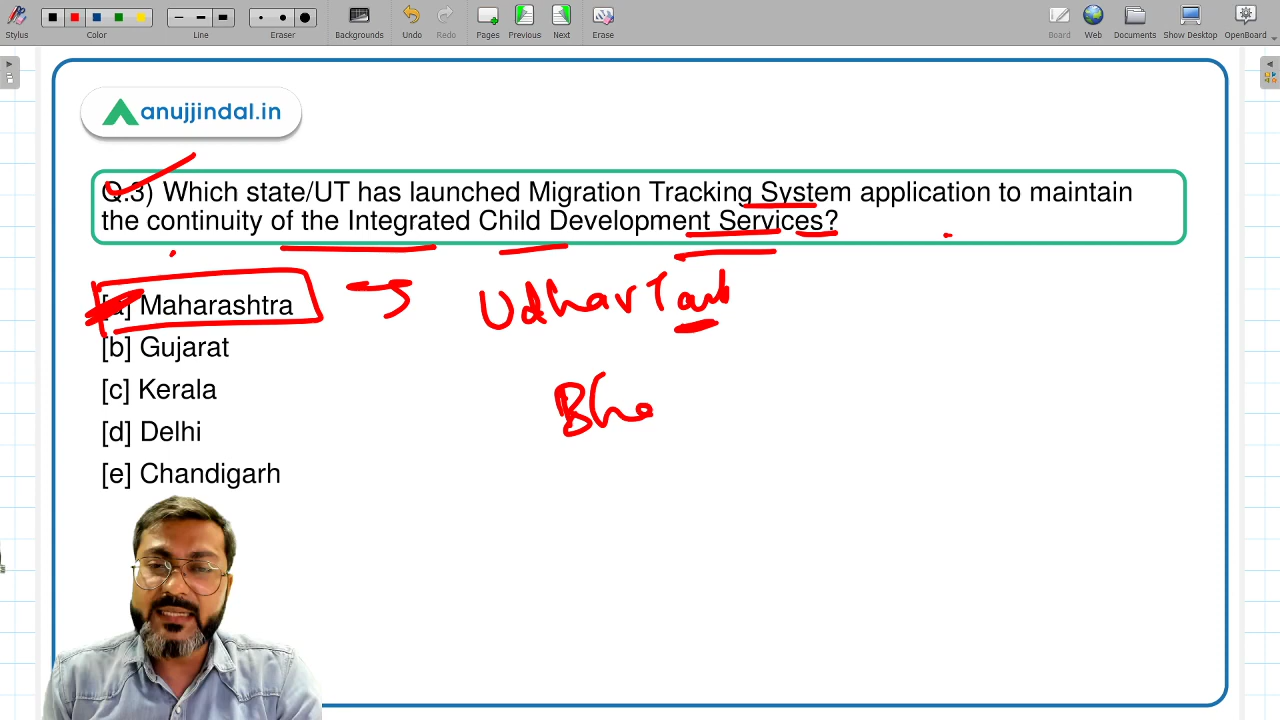 Stylus
Color
Line
Eraser
Backgrounds
Undo
Redo
Pages
Previous
Next
Erase
Board
Web
Documents
Show Desktop
OpenBoard
anujjindal.in
Q.3) Which state/UT has launched Migration Tracking System application to maintain
the continuity of the Integrated Child Development Services?
[a] Maharashtra
[b] Gujarat
[c] Kerala
[d] Delhi
[e] Chandigarh
Udhav